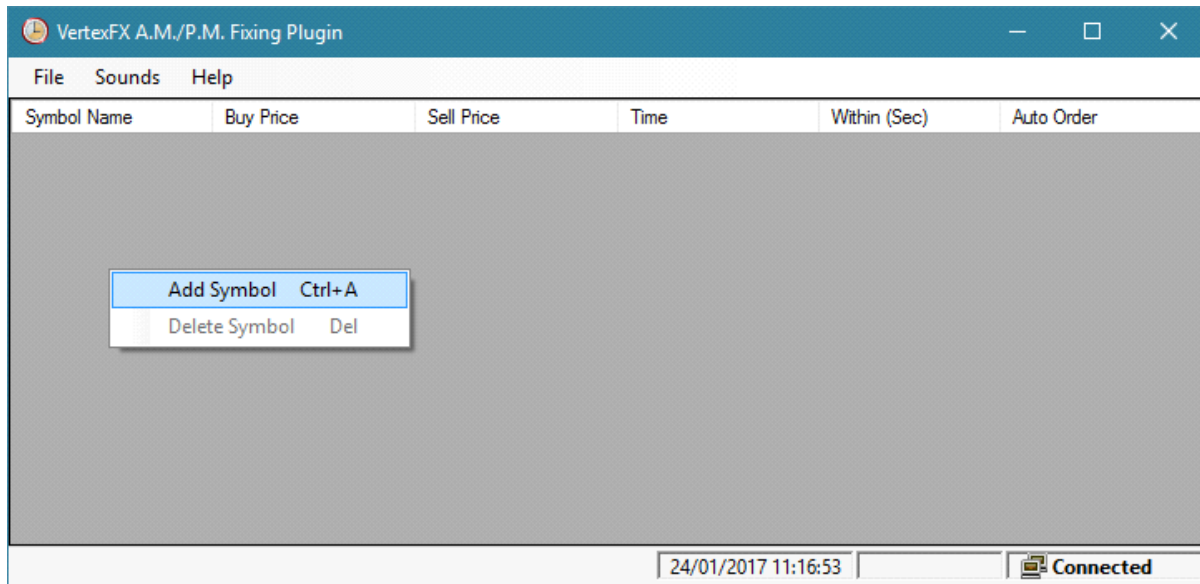 VertexFX A.M./P.M. Fixing Plugin
File Sounds Help
Symbol Name Buy Price Sell Price Time Within (Sec) Auto Order
Add Symbol Ctrl+A
Delete Symbol Del
24/01/2017 11:16:53 Connected